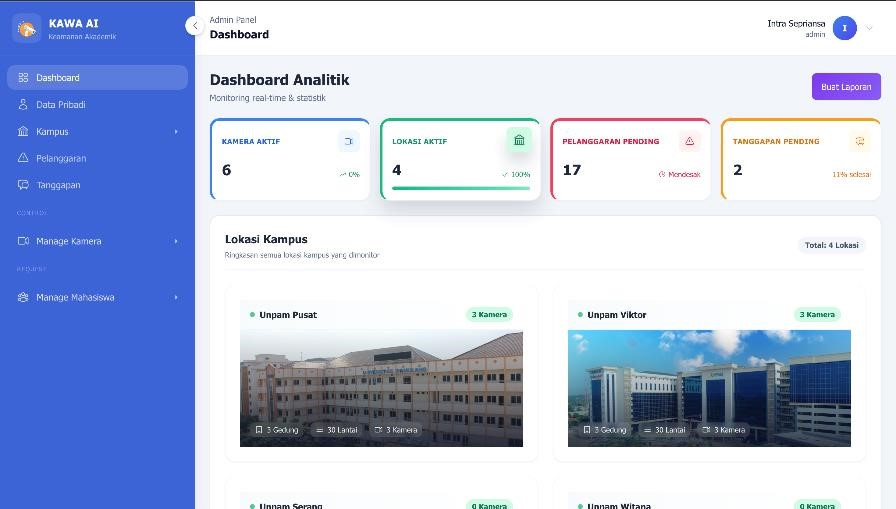 KAWA AI
Keamanan Akademik
Dashboard
Data Pribadi
Kampus
Pelanggaran
Tanggapan
CONTROL
Manage Kamera
REQUEST
Manage Mahasiswa
Admin Panel
Dashboard
Intra Sepriansa
admin
I
Dashboard Analitik
Monitoring real-time & statistik
Buat Laporan
KAMERA AKTIF
6
0%
LOKASI AKTIF
4
100%
PELANGGARAN PENDING
17
Mendesak
TANGGAPAN PENDING
2
11% selesai
Lokasi Kampus
Ringkasan semua lokasi kampus yang dimonitor
Total: 4 Lokasi
Unpam Pusat
3 Kamera
3 Gedung
30 Lantai
3 Kamera
Unpam Viktor
3 Kamera
3 Gedung
30 Lantai
3 Kamera
Unpam Serang
0 Kamera
Unpam Witana
0 Kamera